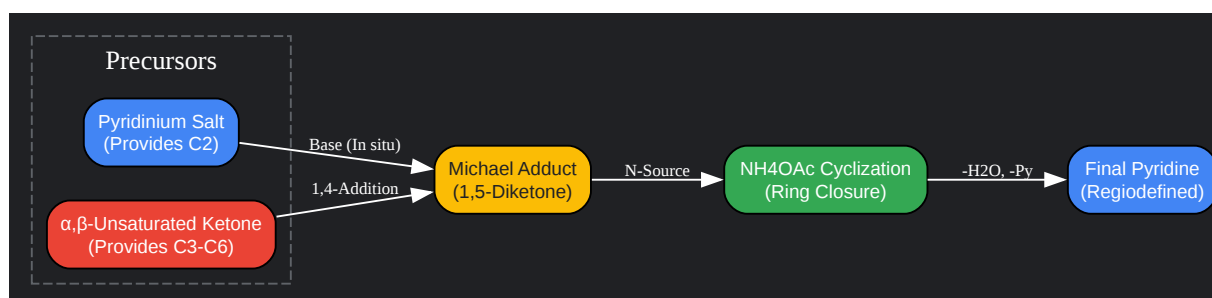 Precursors
Pyridinium Salt
(Provides C2)
α,β-Unsaturated Ketone
(Provides C3-C6)
Base (In situ)
1,4-Addition
Michael Adduct
(1,5-Diketone)
N-Source
NH4OAc Cyclization
(Ring Closure)
-H2O, -Py
Final Pyridine
(Regiodefined)